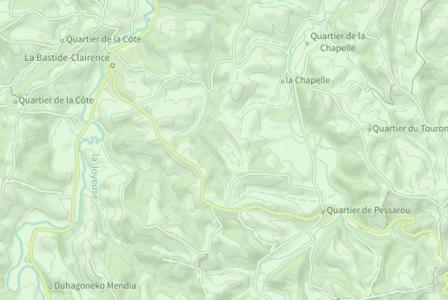 Quartier de la Côte
Quartier de la
Chapelle
La Bastide-Clairence
la Chapelle
Quartier de la Côte
Quartier du Touron
la Joyeuse
Quartier de Pessarou
Duhagoneko Mendia